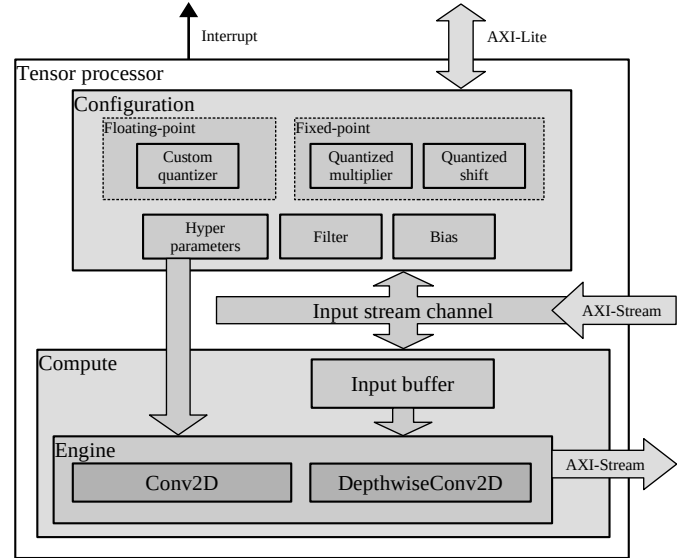 Interrupt
AXI-Lite
Tensor processor
Configuration
Floating-point
Fixed-point
Custom
quantizer
Quantized
multiplier
Quantized
shift
Hyper
parameters
Filter
Bias
Input stream channel
AXI-Stream
Compute
Input buffer
Engine
AXI-Stream
Conv2D
DepthwiseConv2D